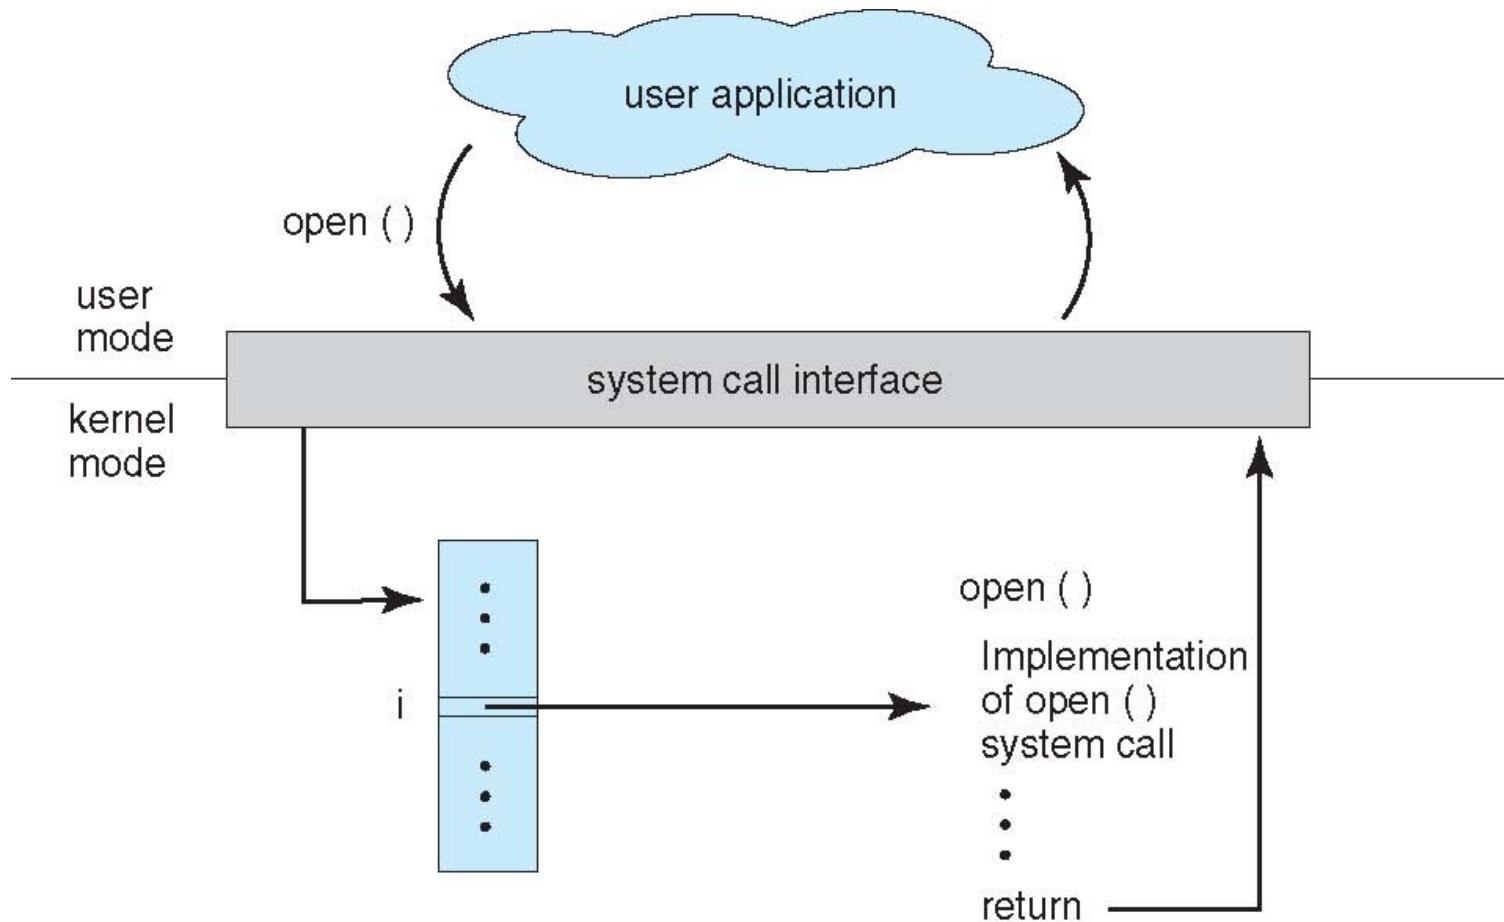 user application
open ( )
user
mode
system call interface
kernel
mode
open ( )
i
Implementation
of open ( )
system call
return